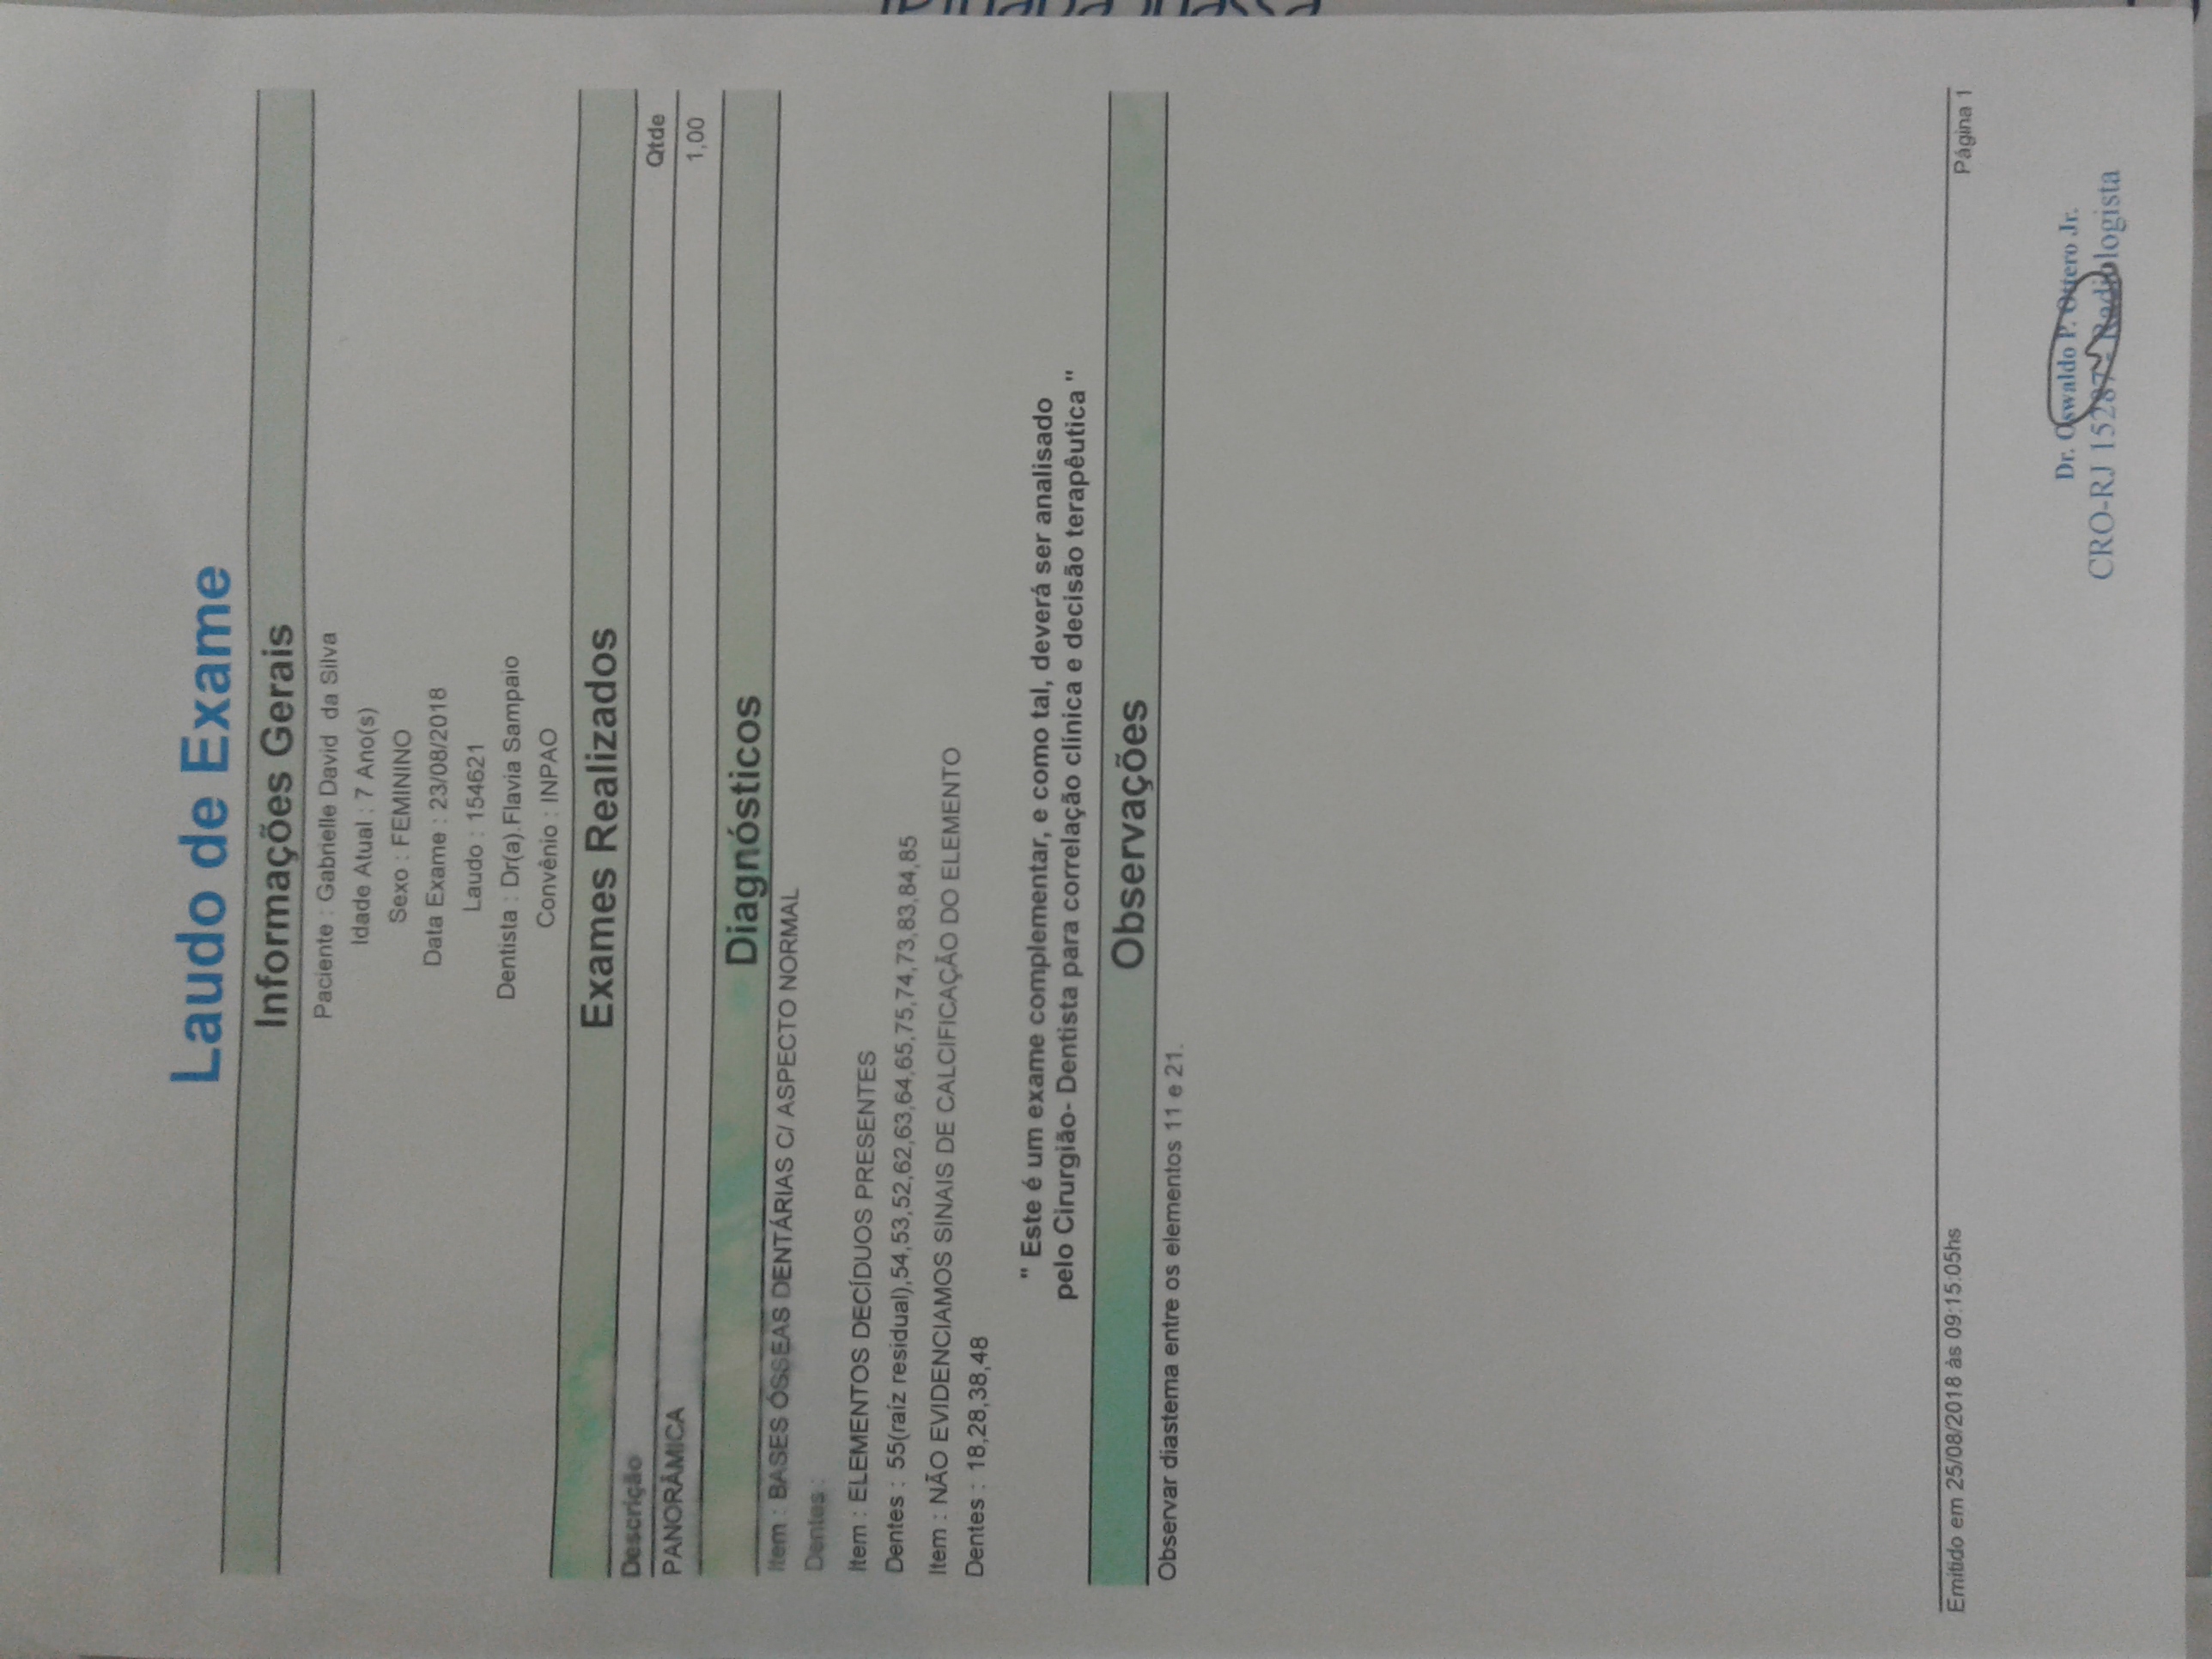 Laudo de Exame
Informações Gerais
Paciente : Gabrielle David da Silva
Idade Atual : 7 Ano(s)
Sexo : FEMININO
Data Exame : 23/08/2018
Laudo : 154621
Dentista : Dr(a).Flavia Sampaio
Convênio : INPAO
Exames Realizados
Descrição Qtde
PANORÂMICA 1,00
Diagnósticos
Item : BASES ÓSSEAS DENTÁRIAS C/ ASPECTO NORMAL
Dentes :
Item : ELEMENTOS DECÍDUOS PRESENTES
Dentes : 55(raíz residual),54,53,52,62,63,64,65,75,74,73,83,84,85
Item : NÃO EVIDENCIAMOS SINAIS DE CALCIFICAÇÃO DO ELEMENTO
Dentes : 18,28,38,48
" Este é um exame complementar, e como tal, deverá ser analisado
pelo Cirurgião- Dentista para correlação clínica e decisão terapêutica "
Observações
Observar diastema entre os elementos 11 e 21.
Emitido em 25/08/2018 às 09:15:05hs Página 1
Dr. Oswaldo P. Ottero Jr.
CRO-RJ 15287 - Radiologista